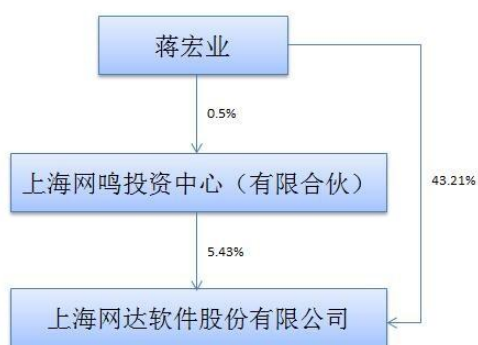 蒋宏业
0.5%
上海网鸣投资中心（有限合伙）
43.21%
5.43%
上海网达软件股份有限公司